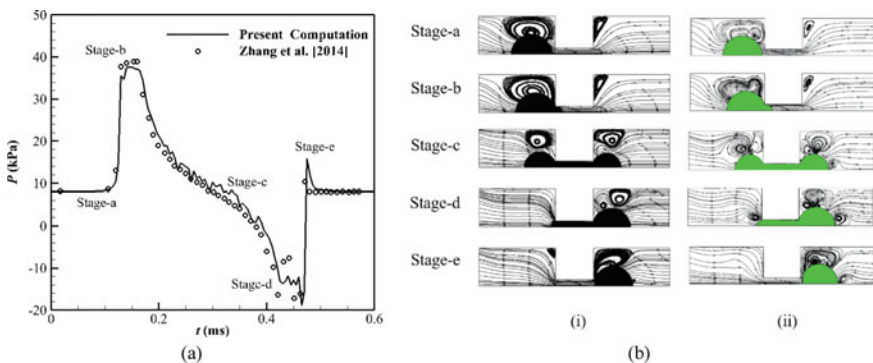 (a)
50
40
30
20
10
0
-10
-20
P (kPa)
0
0.2
0.4
0.6
t (ms)
Present Computation
Zhang et al. [2014]
Stage-a
Stage-b
Stage-c
Stage-d
Stage-e
(a)
(b)
Stage-a
Stage-b
Stage-c
Stage-d
Stage-e
(i)
(ii)
(b)